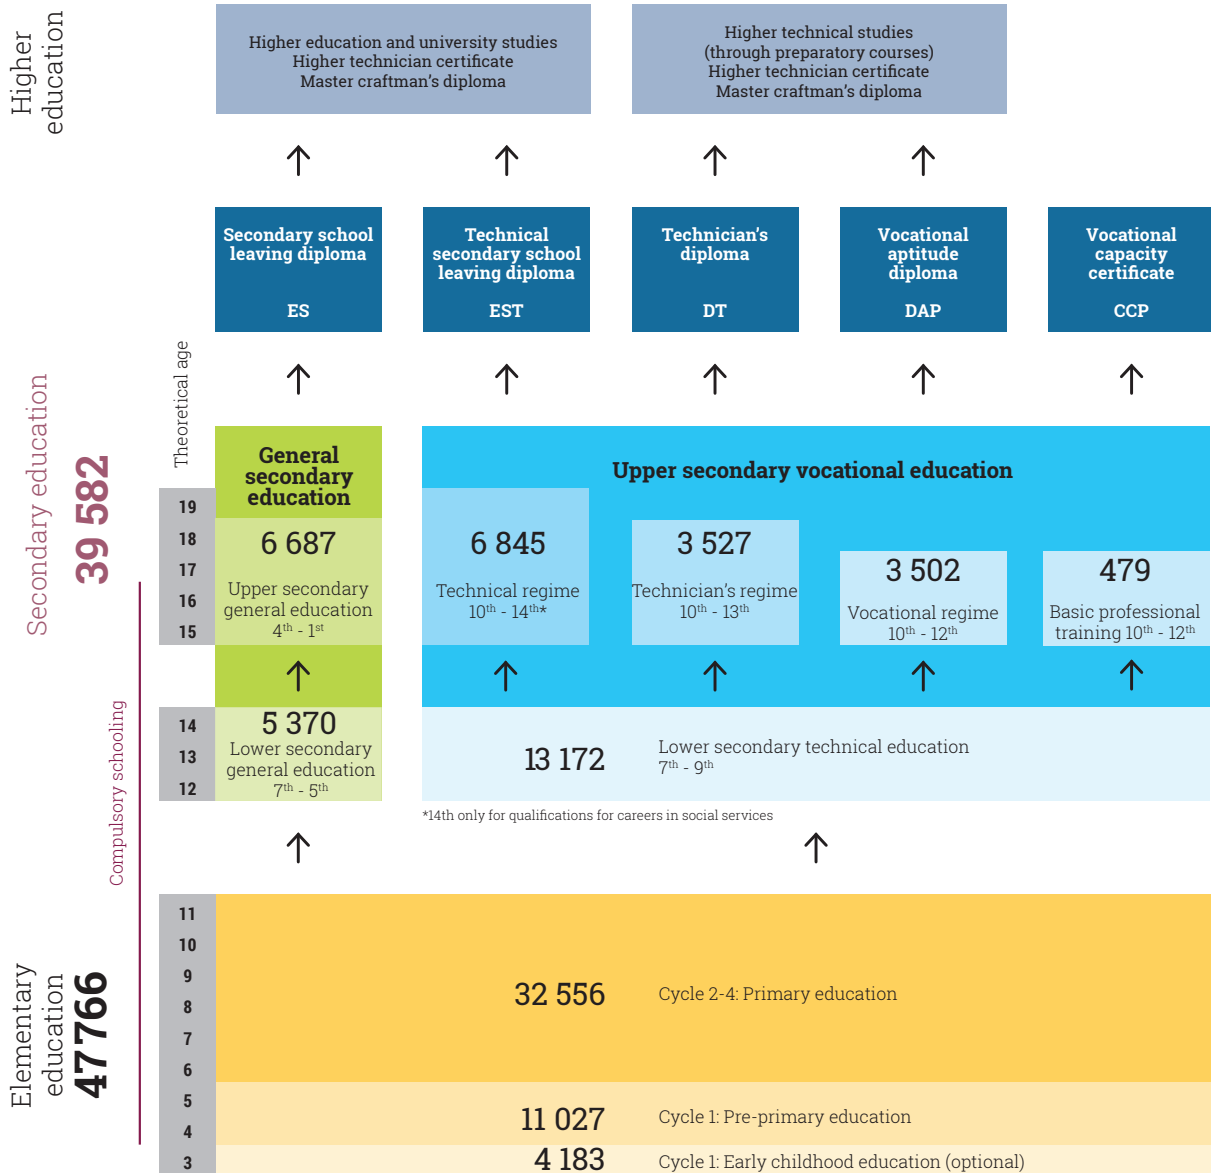 Higher
education
Higher education and university studies
Higher technician certificate
Master craftman's diploma
Higher technical studies
(through preparatory courses)
Higher technician certificate
Master craftman's diploma
Secondary school
leaving diploma
ES
Technical
secondary school
leaving diploma
EST
Technician's
diploma
DT
Vocational
aptitude
diploma
DAP
Vocational
capacity
certificate
CCP
Secondary education
39 582
Theoretical age
General
secondary
education
Upper secondary vocational education
19
18
17
16
15
6 687
Upper secondary
general education
4th - 1st
6 845
Technical regime
10th - 14th*
3 527
Technician's regime
10th - 13th
3 502
Vocational regime
10th - 12th
479
Basic professional
training 10th - 12th
Compulsory schooling
14
13
12
5 370
Lower secondary
general education
7th - 5th
13 172
Lower secondary technical education
7th - 9th
*14th only for qualifications for careers in social services
Elementary
education
47 766
11
10
9
8
7
6
5
4
3
32 556
Cycle 2-4: Primary education
11 027
Cycle 1: Pre-primary education
4 183
Cycle 1: Early childhood education (optional)